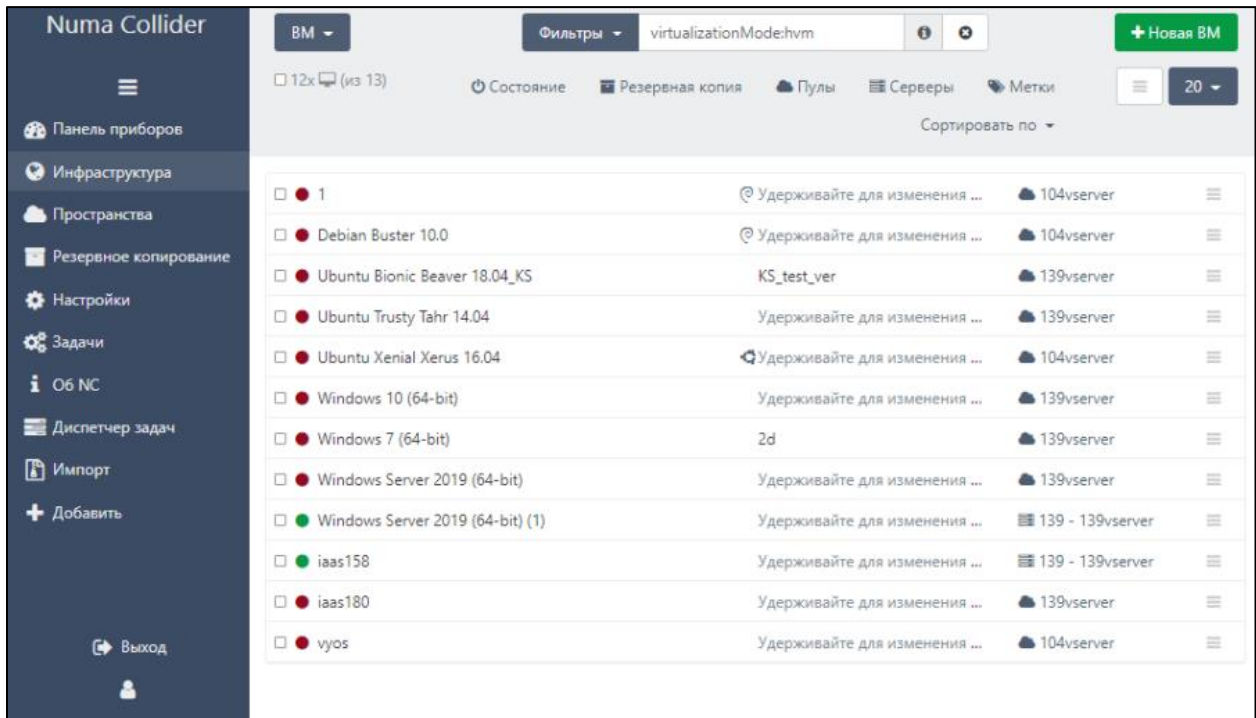 Numa Collider
Панель приборов
Инфраструктура
Пространства
Резервное копирование
Настройки
Задачи
Об NC
Диспетчер задач
Импорт
Добавить
Выход
ВМ Фильтры virtualizationMode:hvm Новая ВМ
12x (из 13) Состояние Резервная копия Пулы Серверы Метки 20
Сортировать по
1 Удерживайте для изменения ... 104vserver
Debian Buster 10.0 Удерживайте для изменения ... 104vserver
Ubuntu Bionic Beaver 18.04_KS KS_test_ver 139vserver
Ubuntu Trusty Tahr 14.04 Удерживайте для изменения ... 139vserver
Ubuntu Xenial Xerus 16.04 Удерживайте для изменения ... 104vserver
Windows 10 (64-bit) Удерживайте для изменения ... 139vserver
Windows 7 (64-bit) 2d 139vserver
Windows Server 2019 (64-bit) Удерживайте для изменения ... 139vserver
Windows Server 2019 (64-bit) (1) Удерживайте для изменения ... 139 - 139vserver
iaas158 Удерживайте для изменения ... 139 - 139vserver
iaas180 Удерживайте для изменения ... 139vserver
vyos Удерживайте для изменения ... 104vserver